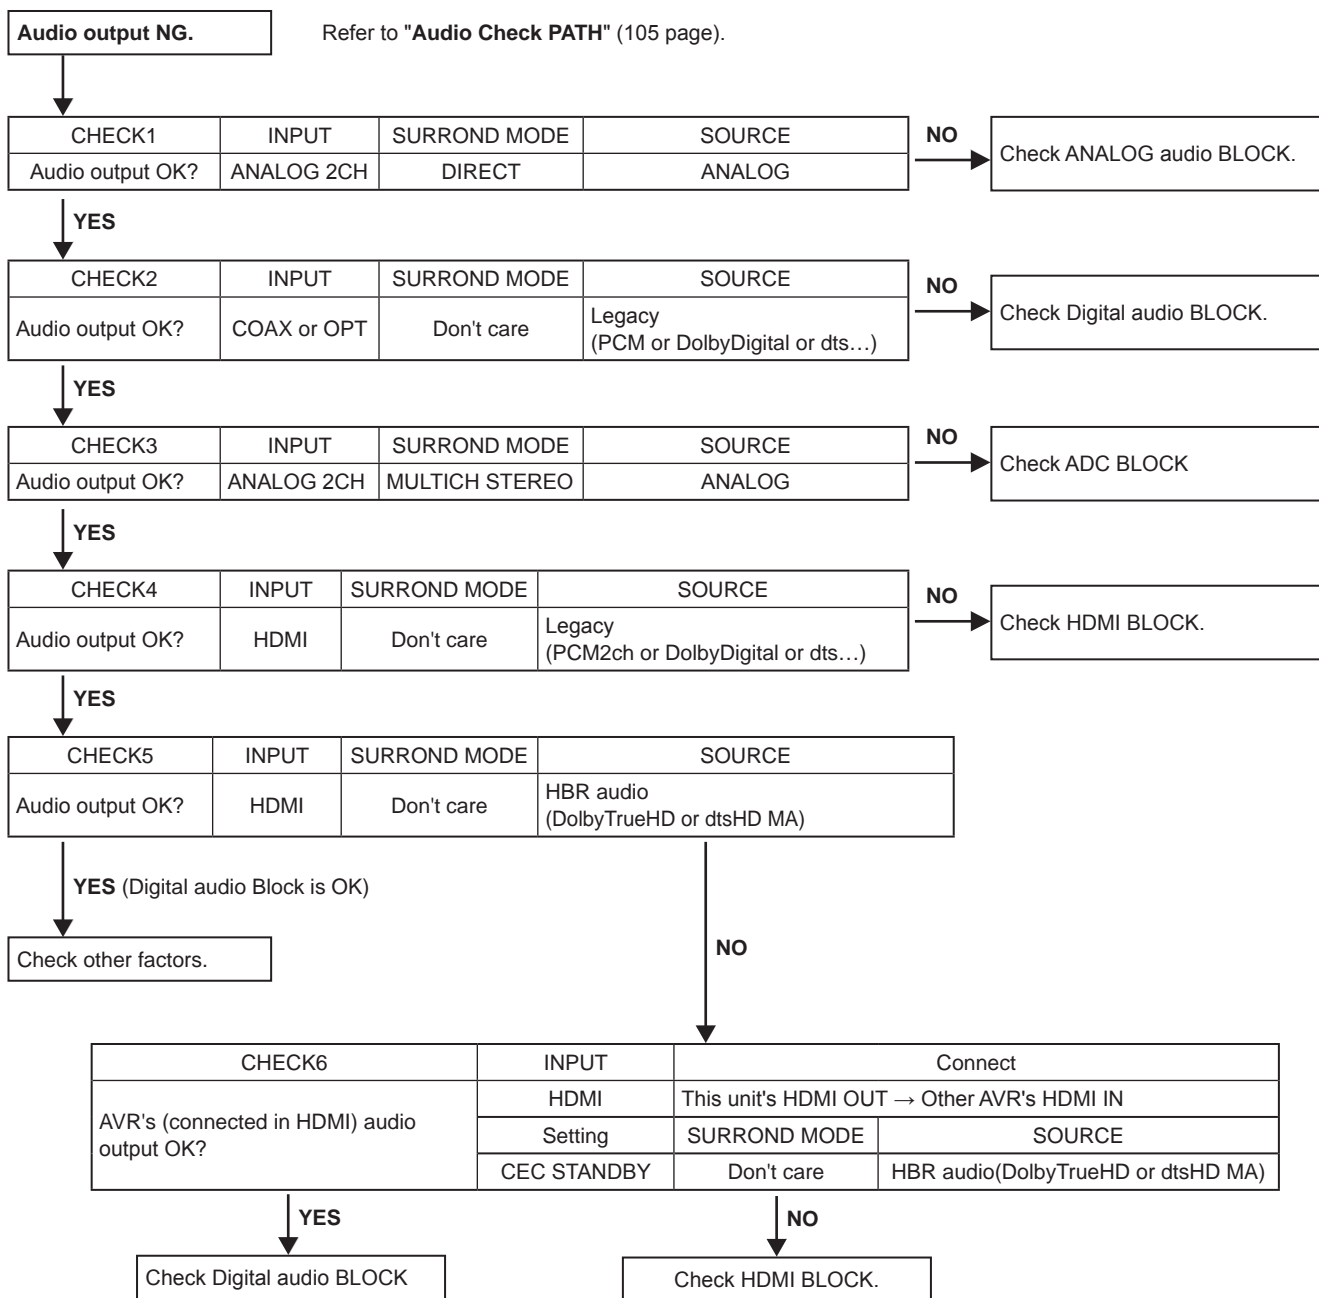 Audio output NG.
Refer to "Audio Check PATH" (105 page).
CHECK1 INPUT SURROND MODE SOURCE
Audio output OK? ANALOG 2CH DIRECT ANALOG
NO
Check ANALOG audio BLOCK.
YES
CHECK2 INPUT SURROND MODE SOURCE
Audio output OK? COAX or OPT Don't care Legacy
(PCM or DolbyDigital or dts…)
NO
Check Digital audio BLOCK.
YES
CHECK3 INPUT SURROND MODE SOURCE
Audio output OK? ANALOG 2CH MULTICH STEREO ANALOG
NO
Check ADC BLOCK
YES
CHECK4 INPUT SURROND MODE SOURCE
Audio output OK? HDMI Don't care Legacy
(PCM2ch or DolbyDigital or dts…)
NO
Check HDMI BLOCK.
YES
CHECK5 INPUT SURROND MODE SOURCE
Audio output OK? HDMI Don't care HBR audio
(DolbyTrueHD or dtsHD MA)
YES (Digital audio Block is OK)
Check other factors.
NO
CHECK6 INPUT Connect
HDMI This unit's HDMI OUT → Other AVR's HDMI IN
AVR's (connected in HDMI) audio
output OK?
Setting SURROND MODE SOURCE
CEC STANDBY Don't care HBR audio(DolbyTrueHD or dtsHD MA)
YES
NO
Check Digital audio BLOCK
Check HDMI BLOCK.